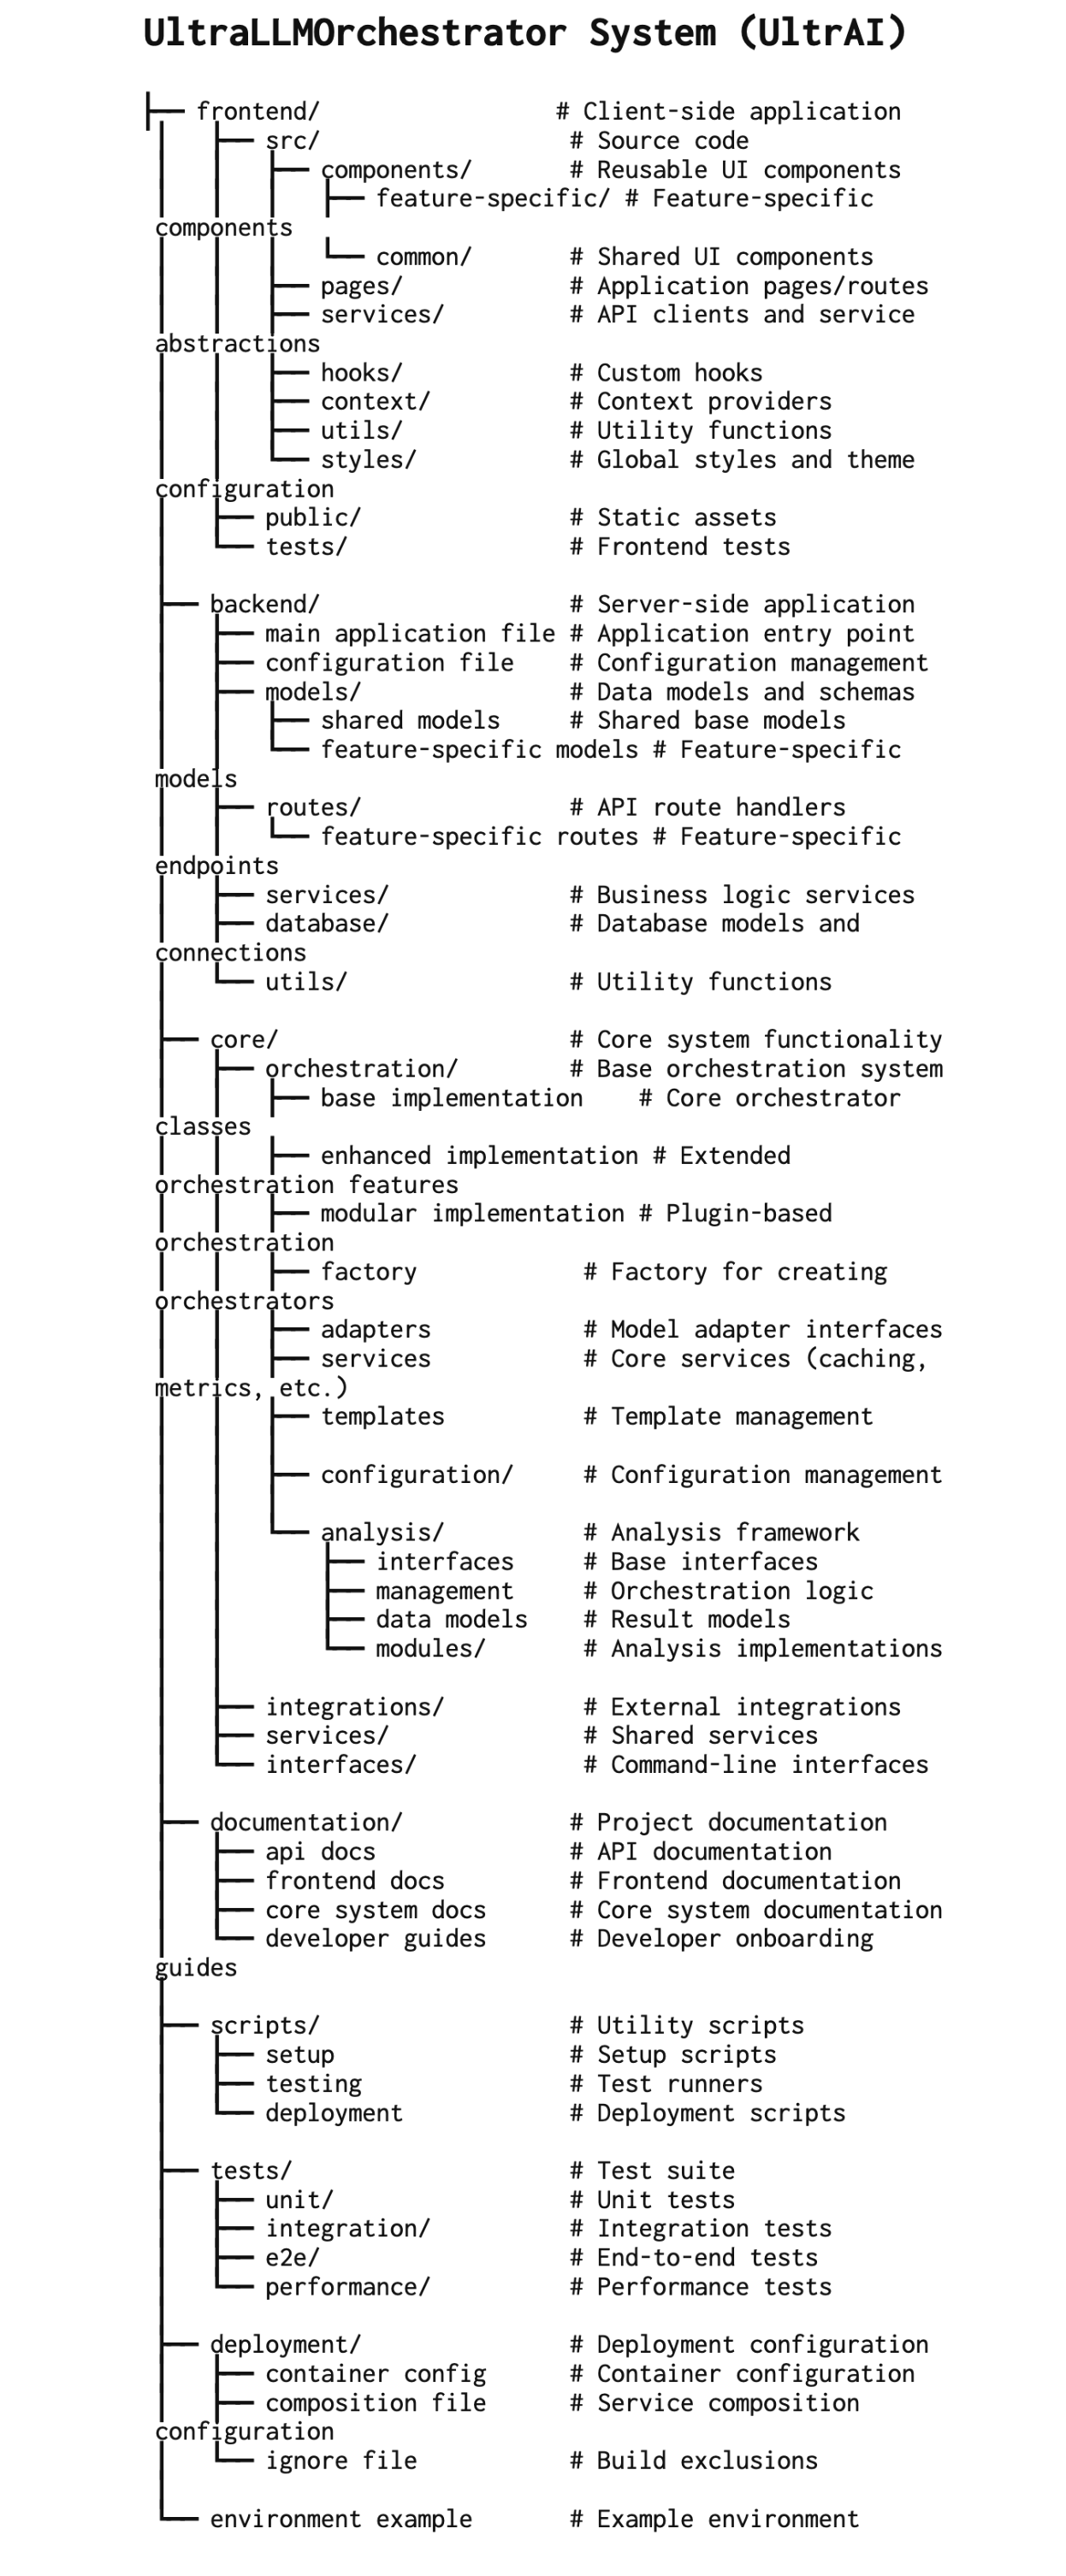 UltraLLMOrchestrator System (UltrAI)
├── frontend/                 # Client-side application
│   ├── src/                  # Source code
│   │   ├── components/       # Reusable UI components
│   │   │   ├── feature-specific/ # Feature-specific
components
│   │   │   └── common/       # Shared UI components
│   │   ├── pages/            # Application pages/routes
│   │   ├── services/         # API clients and service
abstractions
│   │   ├── hooks/            # Custom hooks
│   │   ├── context/          # Context providers
│   │   ├── utils/            # Utility functions
│   │   └── styles/           # Global styles and theme
configuration
│   ├── public/               # Static assets
│   └── tests/                # Frontend tests
│
├── backend/                  # Server-side application
│   ├── main application file # Application entry point
│   ├── configuration file    # Configuration management
│   ├── models/               # Data models and schemas
│   │   ├── shared models     # Shared base models
│   │   └── feature-specific models # Feature-specific
models
│   ├── routes/               # API route handlers
│   │   └── feature-specific routes # Feature-specific
endpoints
│   ├── services/             # Business logic services
│   ├── database/             # Database models and
connections
│   └── utils/                # Utility functions
│
├── core/                     # Core system functionality
│   ├── orchestration/        # Base orchestration system
│   │   ├── base implementation    # Core orchestrator
classes
│   │   ├── enhanced implementation # Extended
orchestration features
│   │   ├── modular implementation # Plugin-based
orchestration
│   │   ├── factory            # Factory for creating
orchestrators
│   │   ├── adapters           # Model adapter interfaces
│   │   ├── services           # Core services (caching,
metrics, etc.)
│   │   ├── templates          # Template management
│   │   │
│   │   ├── configuration/     # Configuration management
│   │   │
│   │   └── analysis/          # Analysis framework
│   │       ├── interfaces     # Base interfaces
│   │       ├── management     # Orchestration logic
│   │       ├── data models    # Result models
│   │       └── modules/       # Analysis implementations
│   │
│   ├── integrations/          # External integrations
│   ├── services/              # Shared services
│   └── interfaces/            # Command-line interfaces
│
├── documentation/            # Project documentation
│   ├── api docs              # API documentation
│   ├── frontend docs         # Frontend documentation
│   ├── core system docs      # Core system documentation
│   └── developer guides      # Developer onboarding
guides
│
├── scripts/                  # Utility scripts
│   ├── setup                 # Setup scripts
│   ├── testing               # Test runners
│   └── deployment            # Deployment scripts
│
├── tests/                    # Test suite
│   ├── unit/                 # Unit tests
│   ├── integration/          # Integration tests
│   ├── e2e/                  # End-to-end tests
│   └── performance/          # Performance tests
│
├── deployment/               # Deployment configuration
│   ├── container config      # Container configuration
│   ├── composition file      # Service composition
configuration
│   └── ignore file           # Build exclusions
│
└── environment example       # Example environment